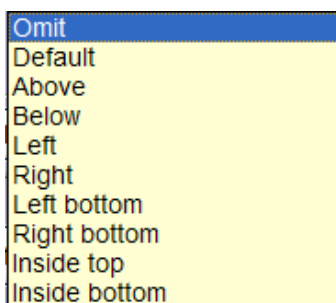 Omit
Default
Above
Below
Left
Right
Left bottom
Right bottom
Inside top
Inside bottom